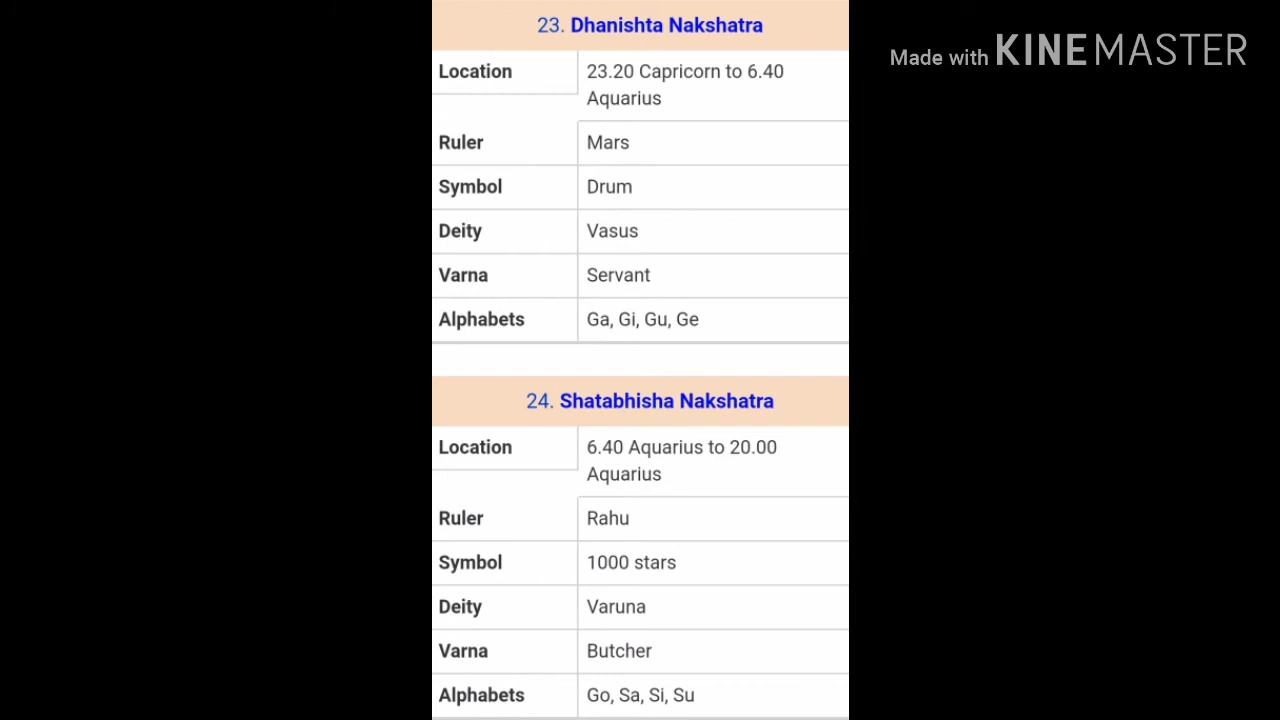 23. Dhanishta Nakshatra
Made with KINEMASTER
Location 23.20 Capricorn to 6.40
Aquarius
Ruler Mars
Symbol Drum
Deity Vasus
Varna Servant
Alphabets Ga, Gi, Gu, Ge
24. Shatabhisha Nakshatra
Location 6.40 Aquarius to 20.00
Aquarius
Ruler Rahu
Symbol 1000 stars
Deity Varuna
Varna Butcher
Alphabets Go, Sa, Si, Su